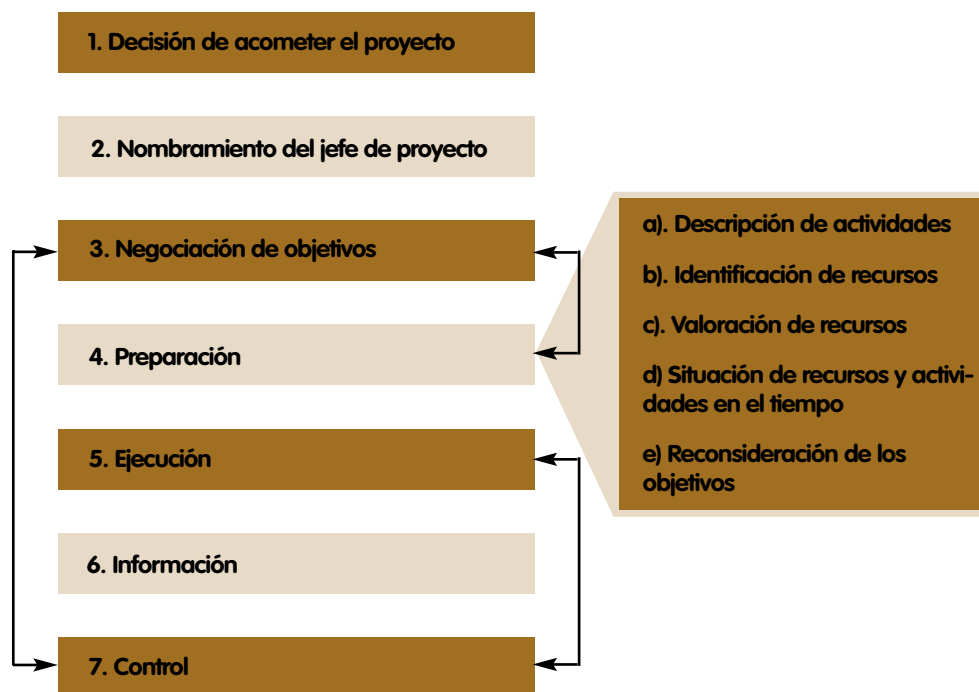 1. Decisión de acometer el proyecto
2. Nombramiento del jefe de proyecto
3. Negociación de objetivos
4. Preparación
5. Ejecución
6. Información
7. Control
a). Descripción de actividades
b). Identificación de recursos
c). Valoración de recursos
d) Situación de recursos y activi-
dades en el tiempo
e) Reconsideración de los
objetivos